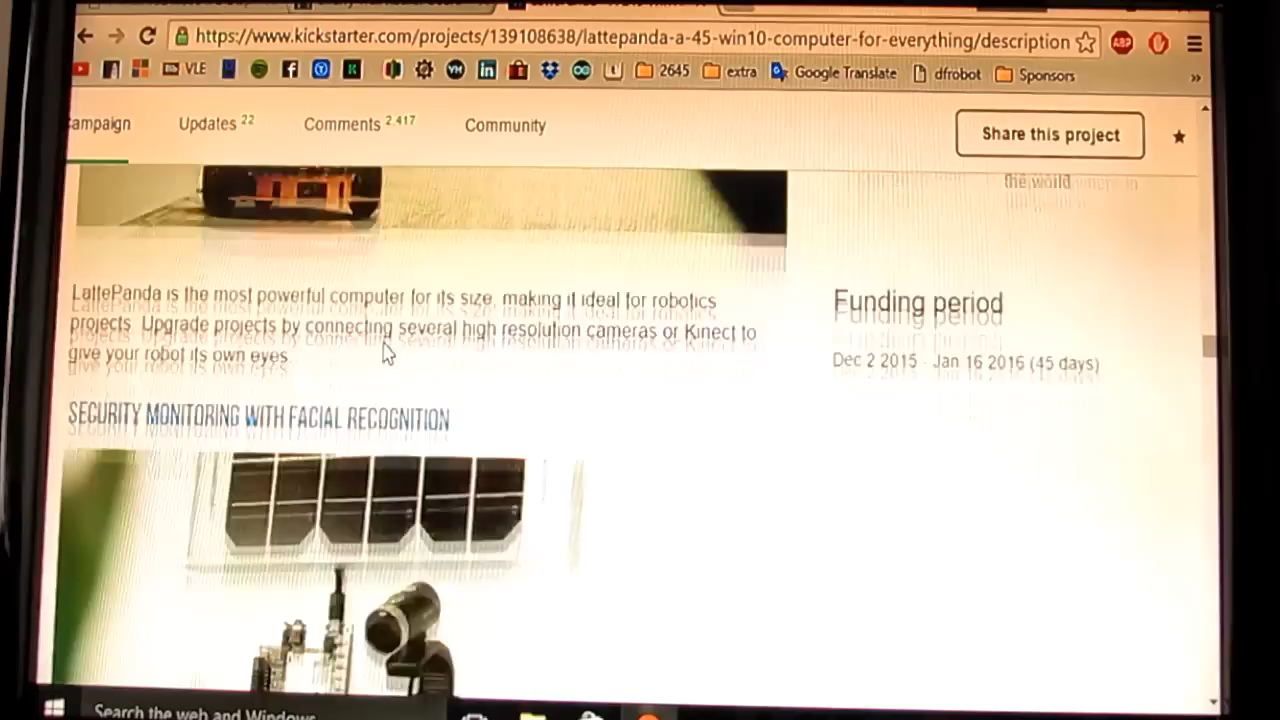 https://www.kickstarter.com/projects/139108638/lattepanda-a-45-win10-computer-for-everything/description
ABP
VLE
2645
extra
Google Translate
dfrobot
Sponsors
»
ampaign
Updates 22
Comments 2,417
Community
Share this project
the world
LattePanda is the most powerful computer for its size, making it ideal for robotics
projects. Upgrade projects by connecting several high resolution cameras or Kinect to
give your robot its own eyes.
Funding period
Dec 2 2015 - Jan 16 2016 (45 days)
SECURITY MONITORING WITH FACIAL RECOGNITION
Search the web and Windows